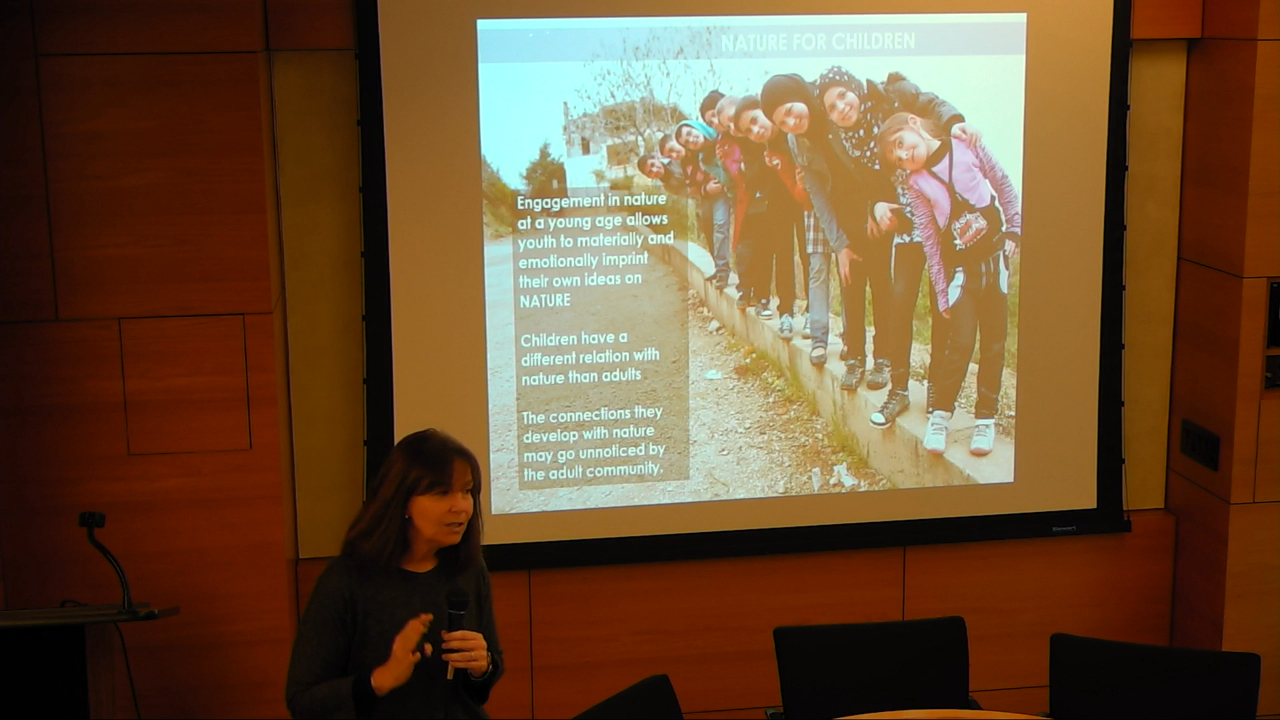 NATURE FOR CHILDREN
Engagement in nature
at a young age allows
youth to materially and
emotionally imprint
their own ideas on
NATURE
Children have a
different relation with
nature than adults
The connections they
develop with nature
may go unnoticed by
the adult community.
Stewart